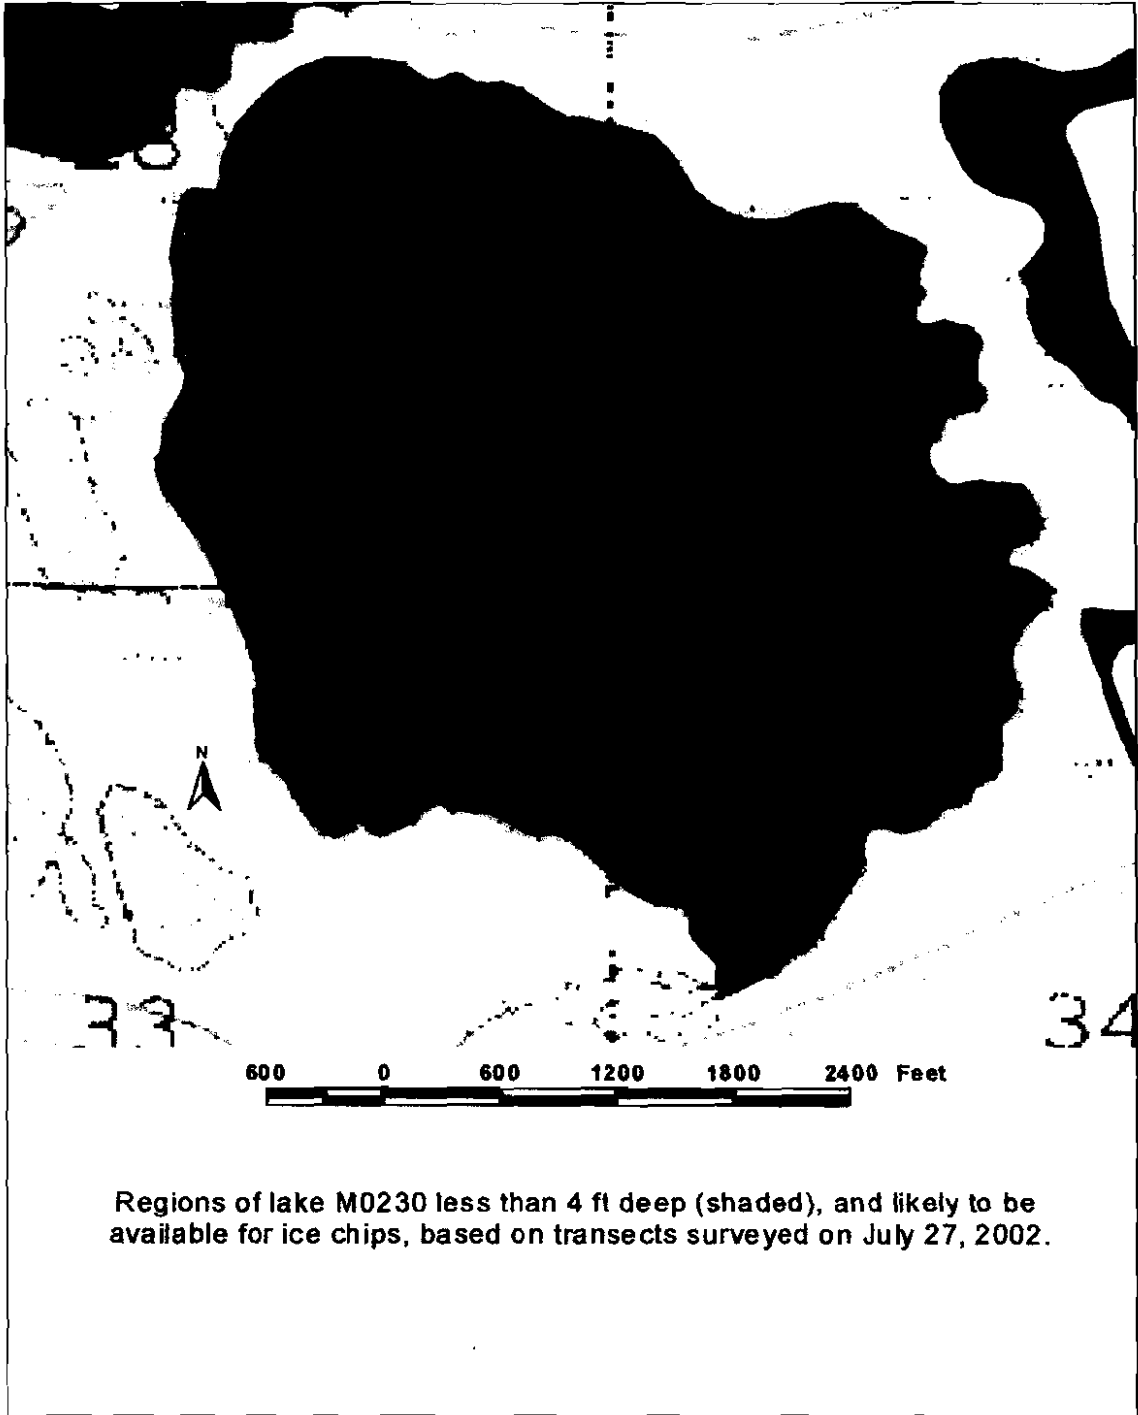 N
33
34
600 0 600 1200 1800 2400 Feet
Regions of lake M0230 less than 4 ft deep (shaded), and likely to be
available for ice chips, based on transects surveyed on July 27, 2002.